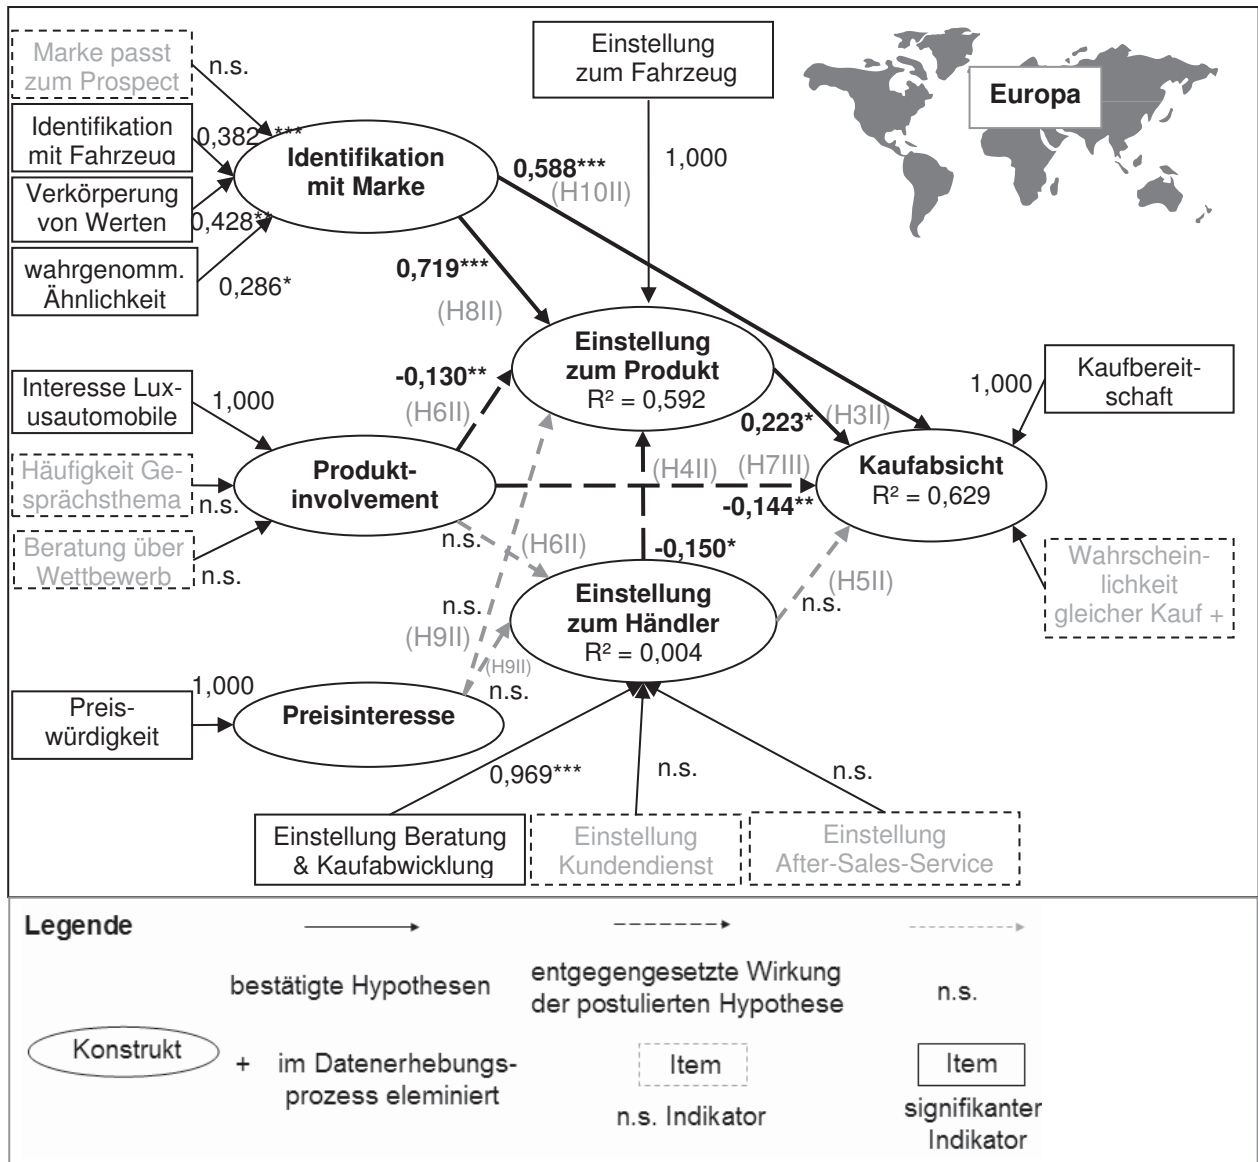 Marke passt
zum Prospect
n.s.
Einstellung
zum Fahrzeug
Europa
Identifikation
mit Fahrzeug
0,382***
Identifikation
mit Marke
0,588***
(H10II)
1,000
Verkörperung
von Werten
0,428**
wahrgenomm.
Ähnlichkeit
0,286*
0,719***
(H8II)
Einstellung
zum Produkt
R² = 0,592
Interesse Lux-
usautomobile
1,000
-0,130**
(H6II)
0,223*
(H3II)
1,000
Kaufbereit-
schaft
Häufigkeit Ge-
sprächsthema
n.s.
Produkt-
involvement
(H4II)
(H7III)
-0,144**
Kaufabsicht
R² = 0,629
Beratung über
Wettbewerb
n.s.
n.s.
(H6II)
-0,150*
n.s.
(H9II)
Einstellung
zum Händler
R² = 0,004
n.s.
(H5II)
Wahrschein-
lichkeit
gleicher Kauf +
(H9II)
n.s.
Preis-
würdigkeit
1,000
Preisinteresse
0,969***
n.s.
n.s.
Einstellung Beratung
& Kaufabwicklung
Einstellung
Kundendienst
Einstellung
After-Sales-Service
Legende
bestätigte Hypothesen
entgegengesetzte Wirkung
der postulierten Hypothese
n.s.
Konstrukt
+ im Datenerhebungs-
prozess eleminiert
Item
n.s. Indikator
Item
signifikanter
Indikator